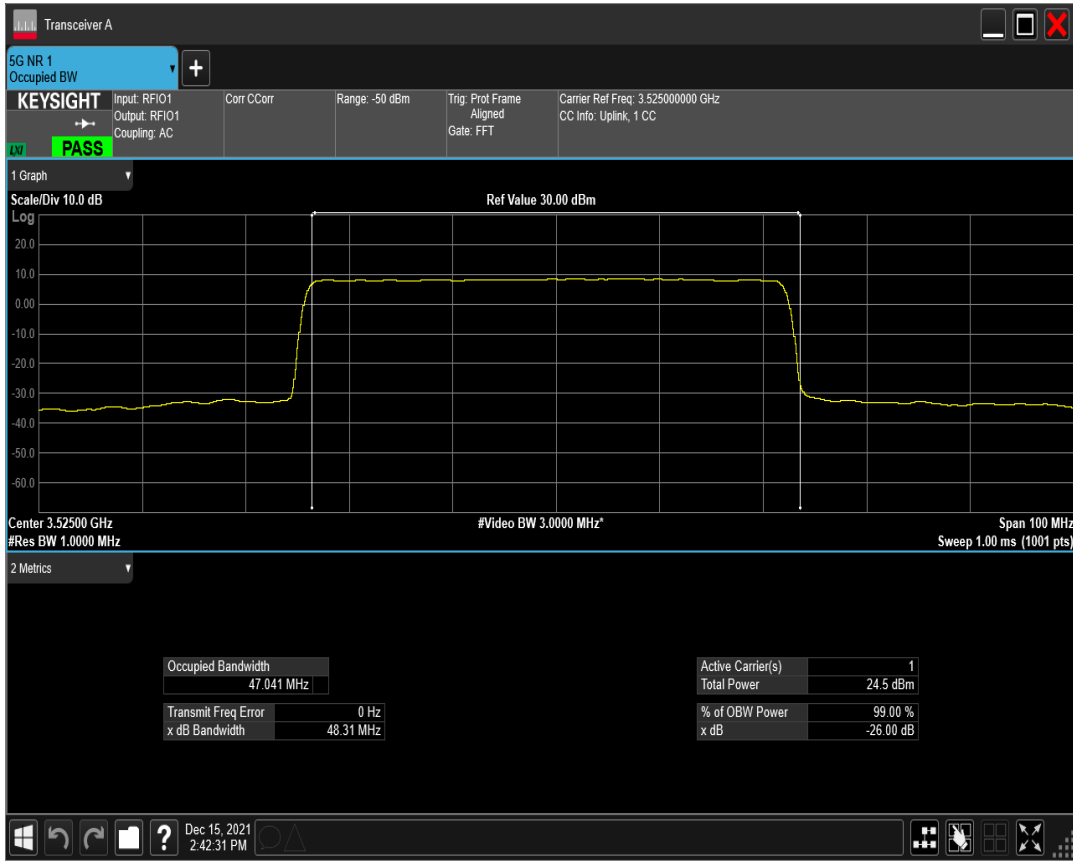 Transceiver A
5G NR 1
Occupied BW
+
KEYSIGHT
LXI
PASS
Input: RFIO1
Output: RFIO1
Coupling: AC
Corr CCorr
Range: -50 dBm
Trig: Prot Frame
Aligned
Gate: FFT
Carrier Ref Freq: 3.525000000 GHz
CC Info: Uplink, 1 CC
1 Graph
Scale/Div 10.0 dB
Ref Value 30.00 dBm
Log
20.0
10.0
0.00
-10.0
-20.0
-30.0
-40.0
-50.0
-60.0
Center 3.52500 GHz
#Video BW 3.0000 MHz*
Span 100 MHz
#Res BW 1.0000 MHz
Sweep 1.00 ms (1001 pts)
2 Metrics
Occupied Bandwidth
47.041 MHz
Transmit Freq Error 0 Hz
x dB Bandwidth 48.31 MHz
Active Carrier(s) 1
Total Power 24.5 dBm
% of OBW Power 99.00 %
x dB -26.00 dB
?
Dec 15, 2021
2:42:31 PM